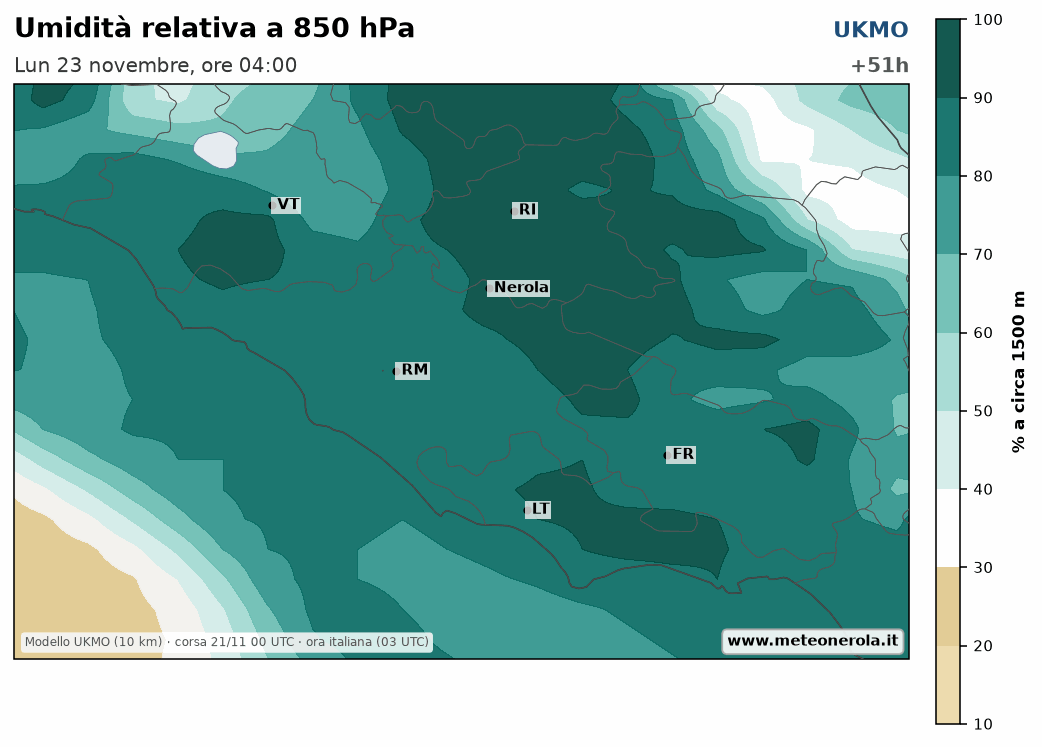 Umidità relativa a 850 hPa
UKMO
Lun 23 novembre, ore 04:00
+51h
100
90
80
70
60
50
40
30
20
10
% a circa 1500 m
VT
RI
Nerola
RM
FR
LT
Modello UKMO (10 km) · corsa 21/11 00 UTC · ora italiana (03 UTC)
www.meteonerola.it